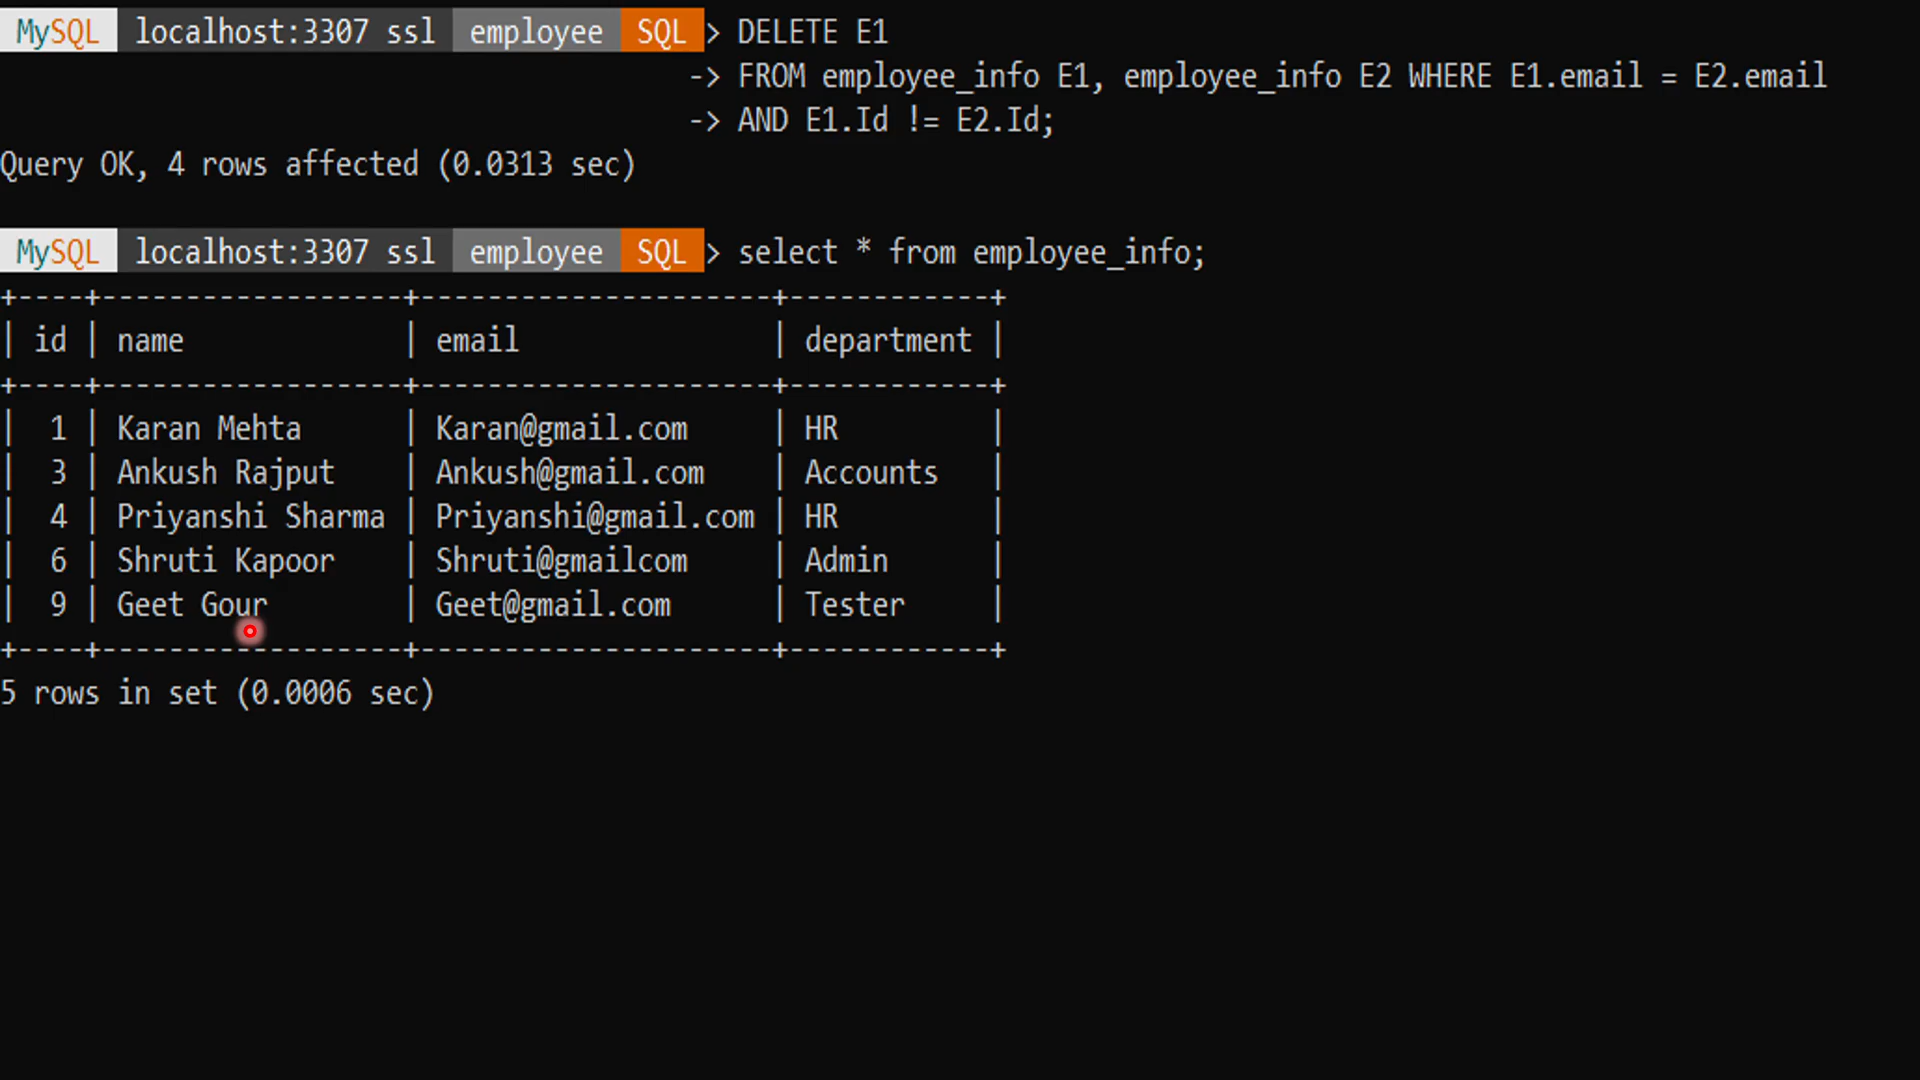 MySQL localhost:3307 ssl employee SQL > DELETE E1
-> FROM employee_info E1, employee_info E2 WHERE E1.email = E2.email
-> AND E1.Id != E2.Id;
Query OK, 4 rows affected (0.0313 sec)
MySQL localhost:3307 ssl employee SQL > select * from employee_info;
+----+------------------+---------------------+------------+
| id | name             | email               | department |
+----+------------------+---------------------+------------+
|  1 | Karan Mehta      | Karan@gmail.com     | HR         |
|  3 | Ankush Rajput    | Ankush@gmail.com    | Accounts   |
|  4 | Priyanshi Sharma | Priyanshi@gmail.com | HR         |
|  6 | Shruti Kapoor    | Shruti@gmailcom     | Admin      |
|  9 | Geet Gour        | Geet@gmail.com      | Tester     |
+----+------------------+---------------------+------------+
5 rows in set (0.0006 sec)